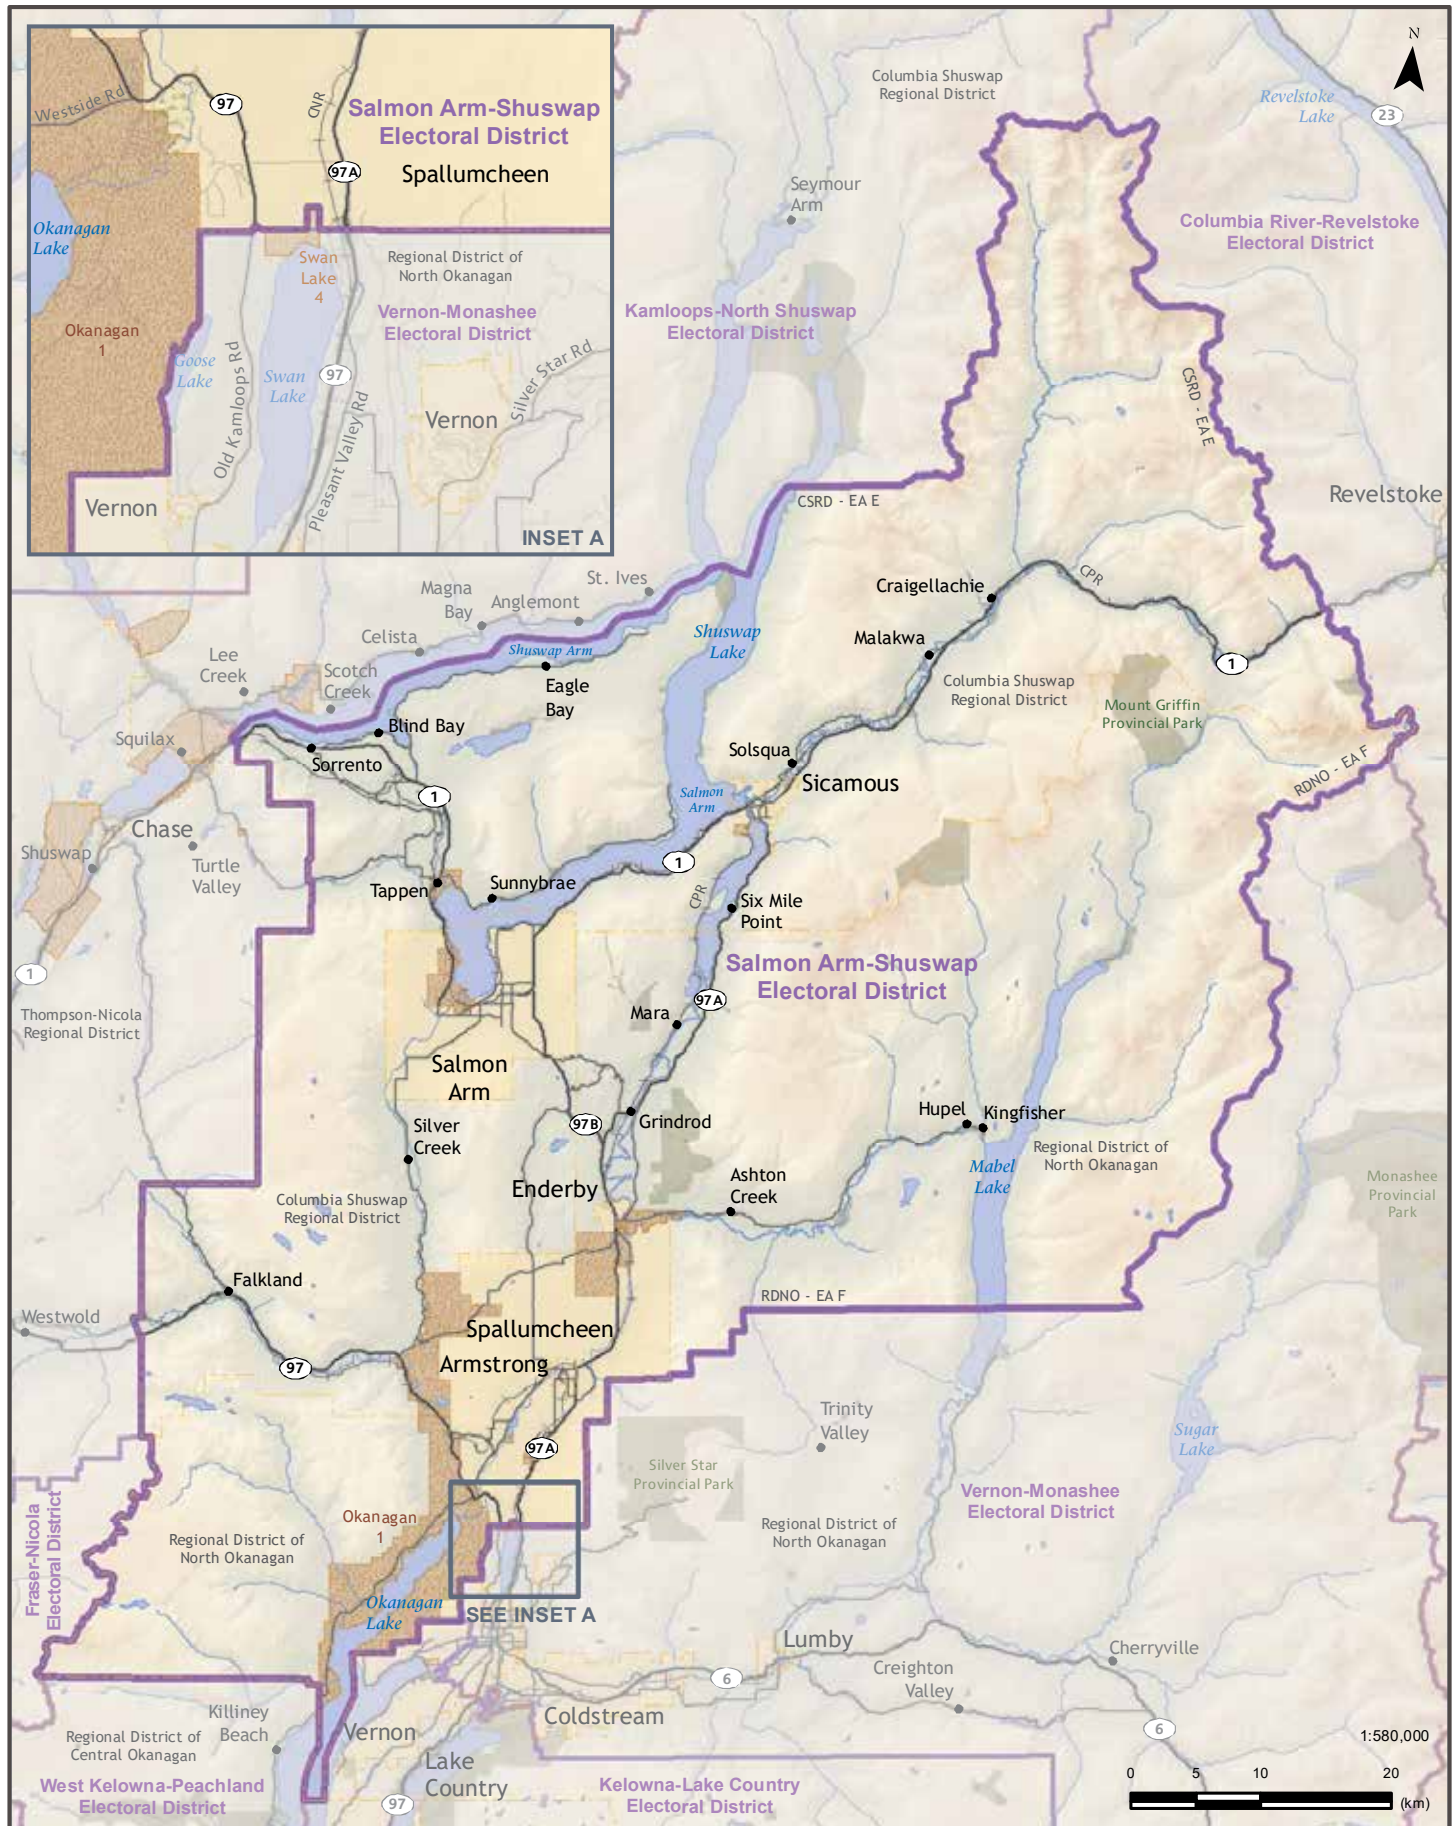 Westside Rd
97
CNR
Salmon Arm-Shuswap
Electoral District
97A
Spallumcheen
Okanagan
Lake
Swan
Lake
4
Regional District of
North Okanagan
Okanagan
1
Vernon-Monashee
Electoral District
Goose
Lake
Old Kamloops Rd
Swan
Lake
97
Pleasant Valley Rd
Silver Star Rd
Vernon
Vernon
INSET A
N
Columbia Shuswap
Regional District
Revelstoke
Lake
23
Seymour
Arm
Columbia River-Revelstoke
Electoral District
Kamloops-North Shuswap
Electoral District
CSRD - EA E
CSRD - EA E
Revelstoke
St. Ives
Magna
Bay
Anglemont
Celista
Shuswap Arm
Shuswap
Lake
Craigellachie
CPR
Malakwa
1
Lee
Creek
Scotch
Creek
Eagle
Bay
Columbia Shuswap
Regional District
Mount Griffin
Provincial Park
Squilax
Blind Bay
Sorrento
Solsqua
Sicamous
RDNO - EA F
1
Salmon
Arm
Chase
Shuswap
Turtle
Valley
1
Tappen
Sunnybrae
CPR
Six Mile
Point
1
Salmon Arm-Shuswap
Electoral District
97A
Thompson-Nicola
Regional District
Mara
Salmon
Arm
97B
Grindrod
Hupel
Kingfisher
Silver
Creek
Regional District of
North Okanagan
Mabel
Lake
Ashton
Creek
Enderby
Columbia Shuswap
Regional District
Monashee
Provincial
Park
Falkland
RDNO - EA F
Westwold
Spallumcheen
Armstrong
97
Trinity
Valley
Sugar
Lake
97A
Silver Star
Provincial Park
Vernon-Monashee
Electoral District
Fraser-Nicola
Electoral District
Okanagan
1
Regional District of
North Okanagan
Regional District of
North Okanagan
Okanagan
Lake
SEE INSET A
Lumby
Cherryville
Creighton
Valley
6
Killiney
Beach
Vernon
Coldstream
6
Regional District of
Central Okanagan
Lake
Country
1:580,000
West Kelowna-Peachland
Electoral District
97
Kelowna-Lake Country
Electoral District
0 5 10 20
(km)